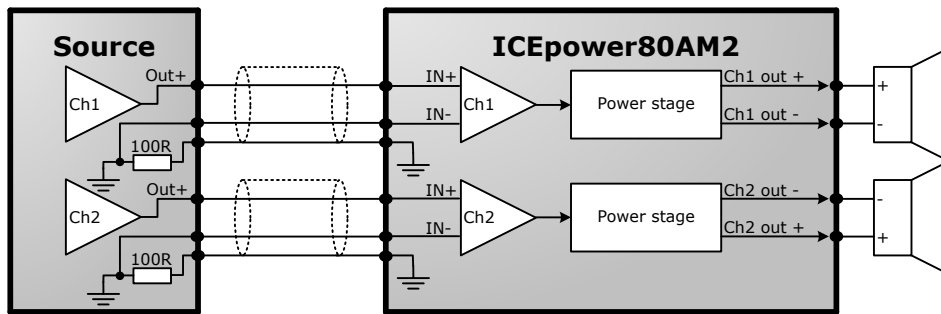 Source
ICEpower80AM2
Out+
IN+
Ch1 out +
Ch1
Ch1
Power stage
+
IN-
Ch1 out -
-
100R
Out+
IN+
Ch2 out -
Ch2
Ch2
Power stage
-
IN-
Ch2 out +
+
100R